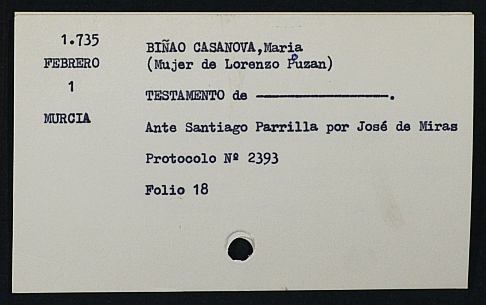 1.735
FEBRERO
1
MURCIA
BIÑAO CASANOVA,Maria
(Mujer de Lorenzo Puzan)
TESTAMENTO de ———————.
Ante Santiago Parrilla por José de Miras
Protocolo Nº 2393
Folio 18